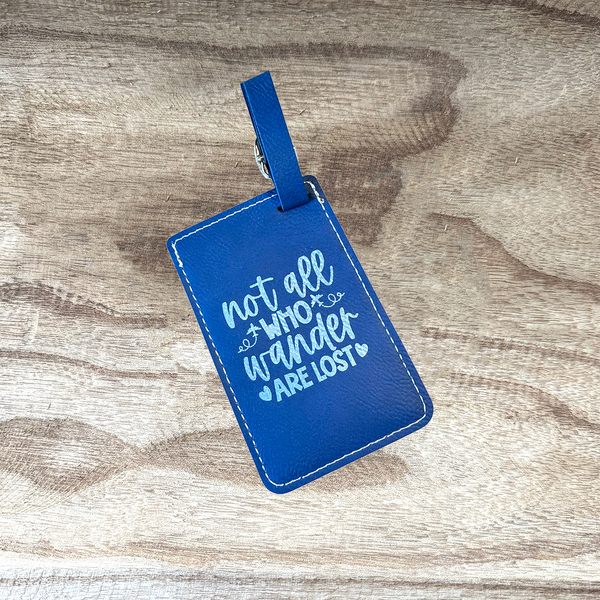 not all
WHO
wander
ARE LOST